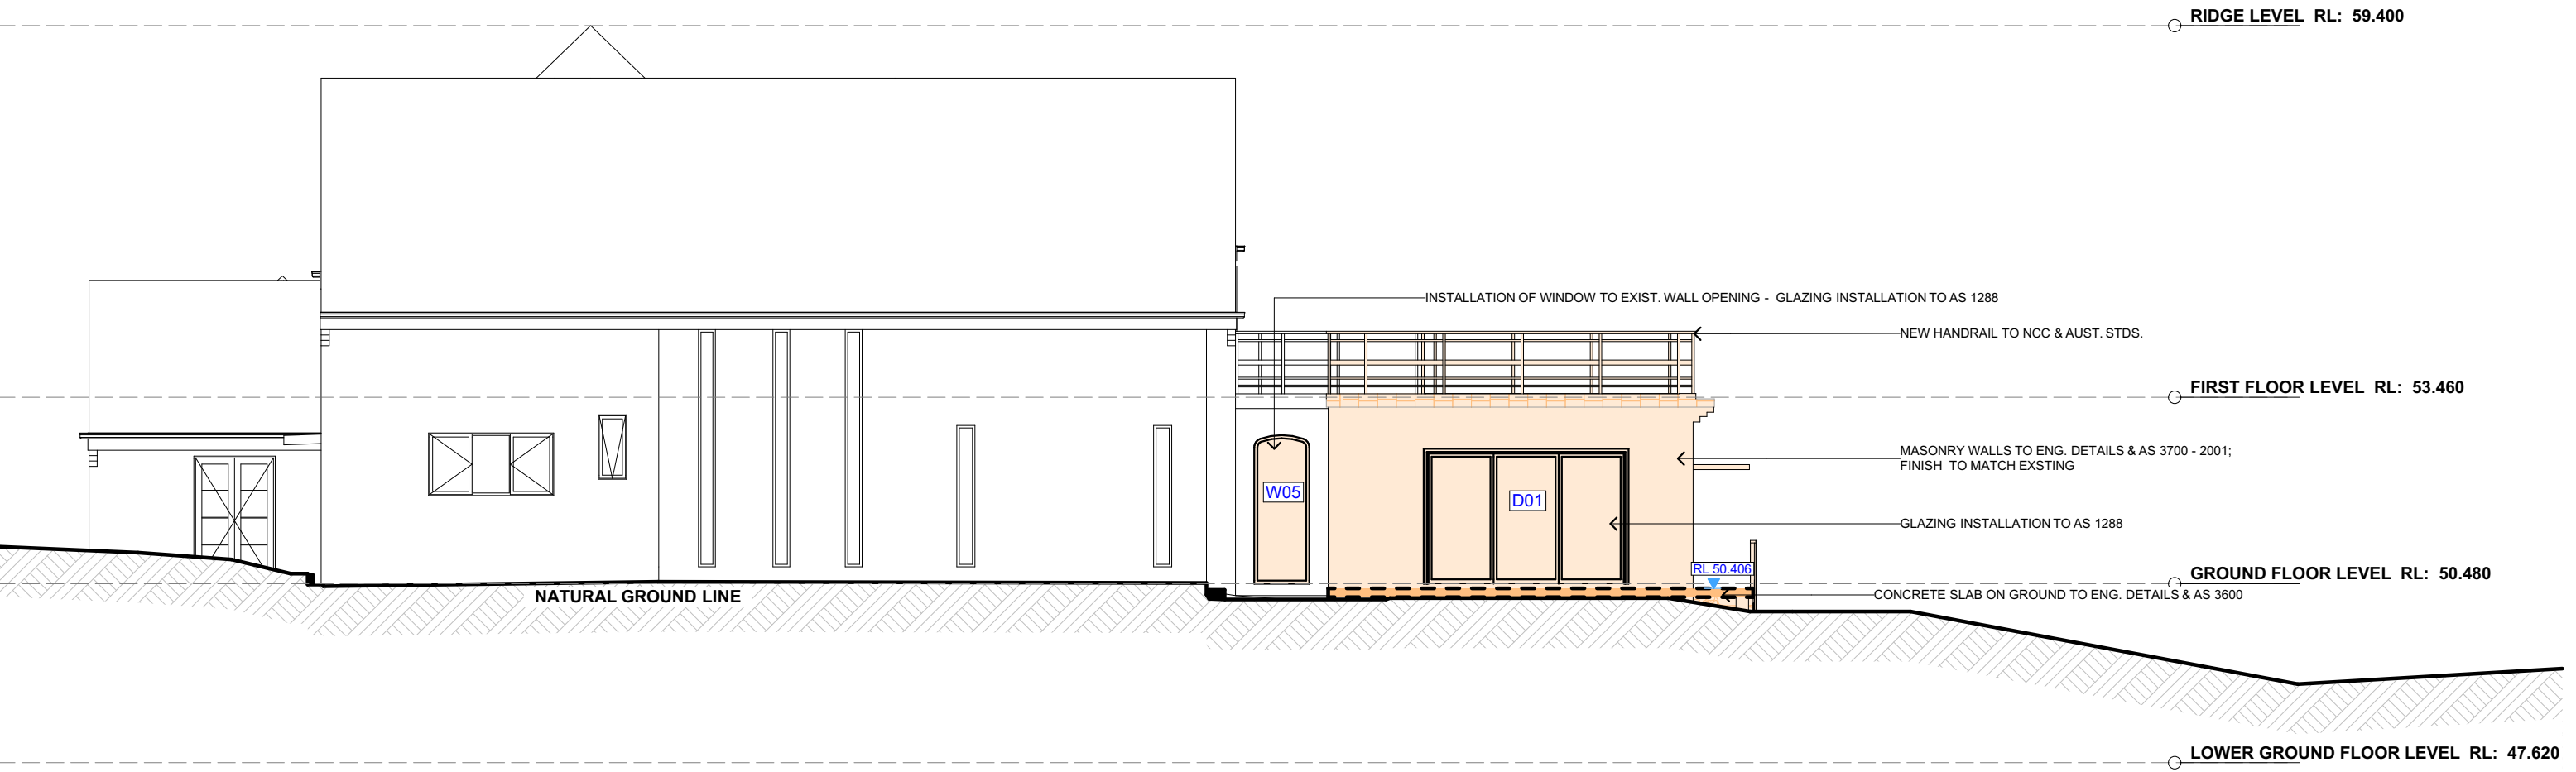 RIDGE LEVEL RL: 59.400
INSTALLATION OF WINDOW TO EXIST. WALL OPENING - GLAZING INSTALLATION TO AS 1288
NEW HANDRAIL TO NCC & AUST. STDS.
FIRST FLOOR LEVEL RL: 53.460
MASONRY WALLS TO ENG. DETAILS & AS 3700 - 2001;
FINISH TO MATCH EXSTING
W05
D01
GLAZING INSTALLATION TO AS 1288
RL 50.406
GROUND FLOOR LEVEL RL: 50.480
NATURAL GROUND LINE
CONCRETE SLAB ON GROUND TO ENG. DETAILS & AS 3600
LOWER GROUND FLOOR LEVEL RL: 47.620